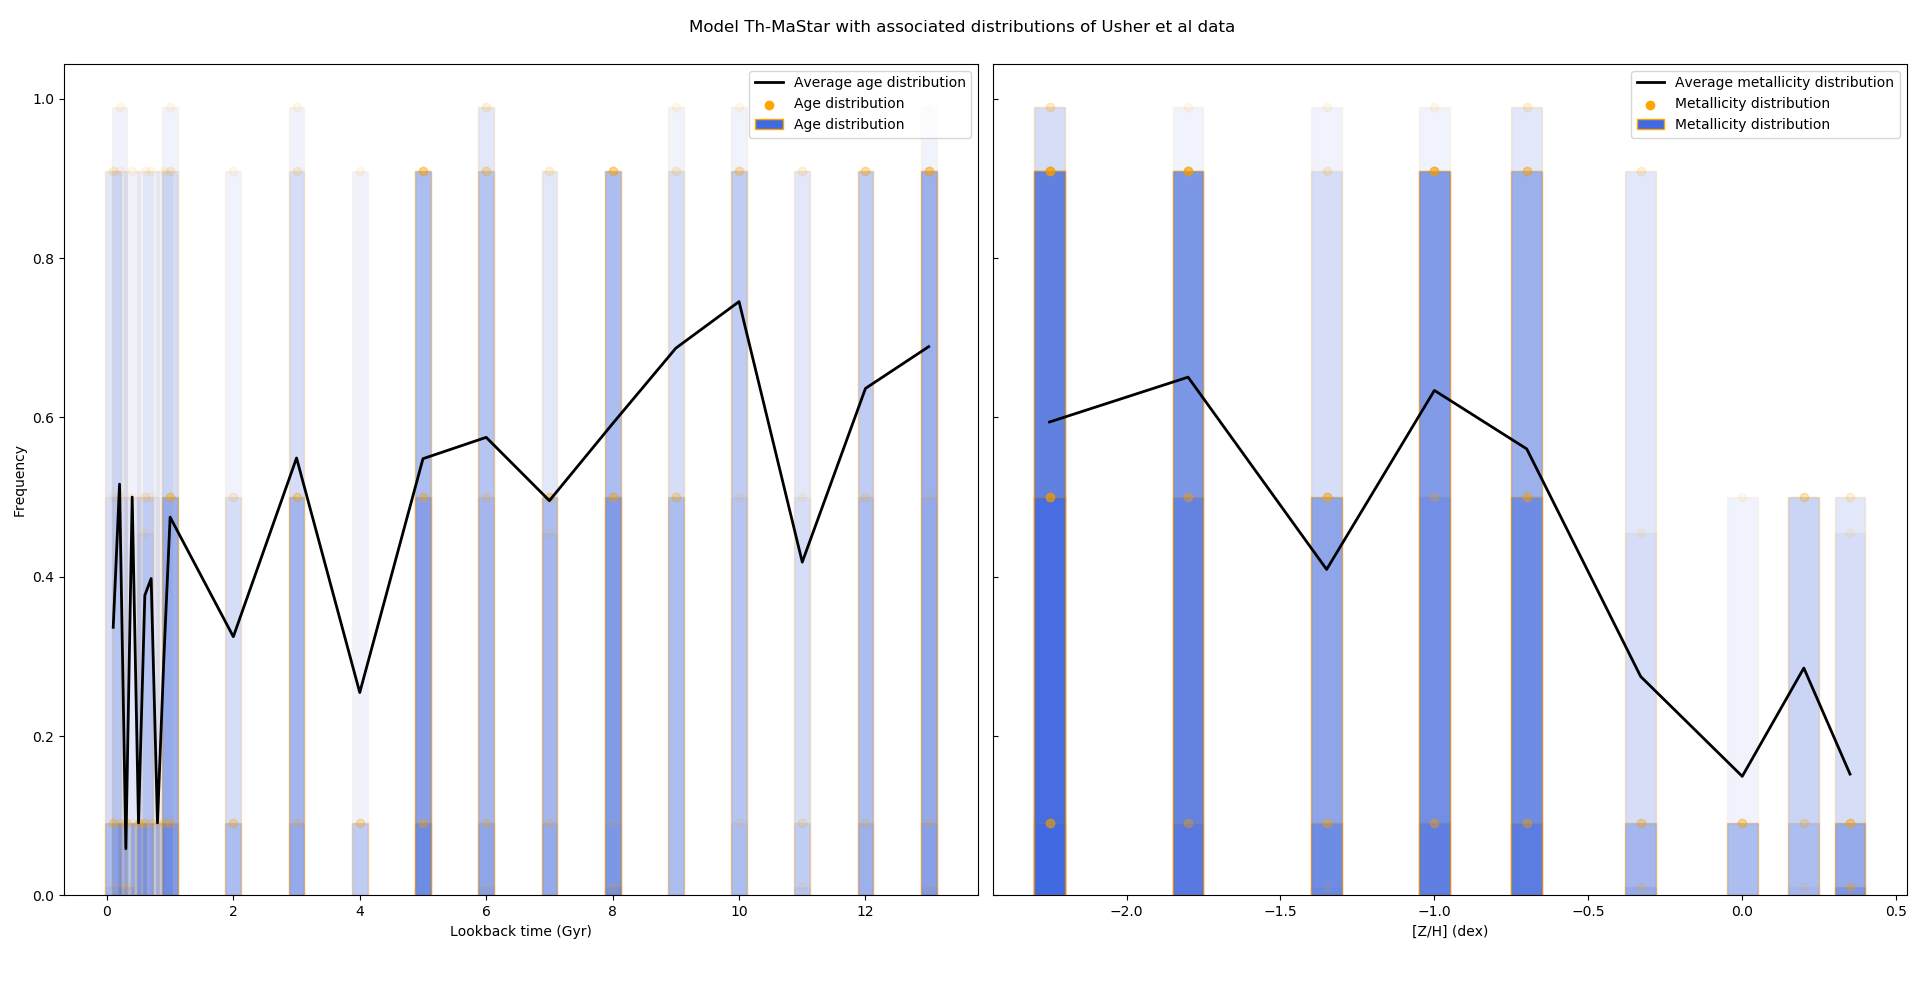 Model Th-MaStar with associated distributions of Usher et al data
Average age distribution
Age distribution
Age distribution
Average metallicity distribution
Metallicity distribution
Metallicity distribution
Frequency
1.0
0.8
0.6
0.4
0.2
0.0
0 2 4 6 8 10 12
Lookback time (Gyr)
−2.0 −1.5 −1.0 −0.5 0.0 0.5
[Z/H] (dex)